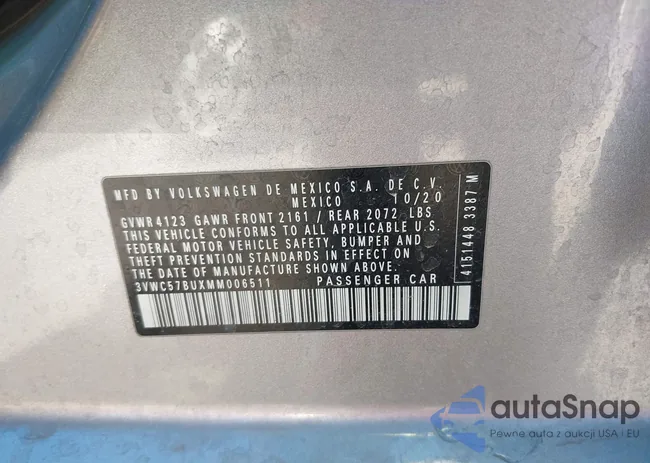 MFD BY VOLKSWAGEN DE MEXICO S.A. DE C.V.
MEXICO 10/20
GVWR 4123 GAWR FRONT 2161 / REAR 2072 LBS
THIS VEHICLE CONFORMS TO ALL APPLICABLE U.S.
FEDERAL MOTOR VEHICLE SAFETY, BUMPER AND
THEFT PREVENTION STANDARDS IN EFFECT ON
THE DATE OF MANUFACTURE SHOWN ABOVE.
3VWC57BUXMM006511 PASSENGER CAR
4151448 3387 M
autaSnap
Pewne auta z aukcji USA i EU